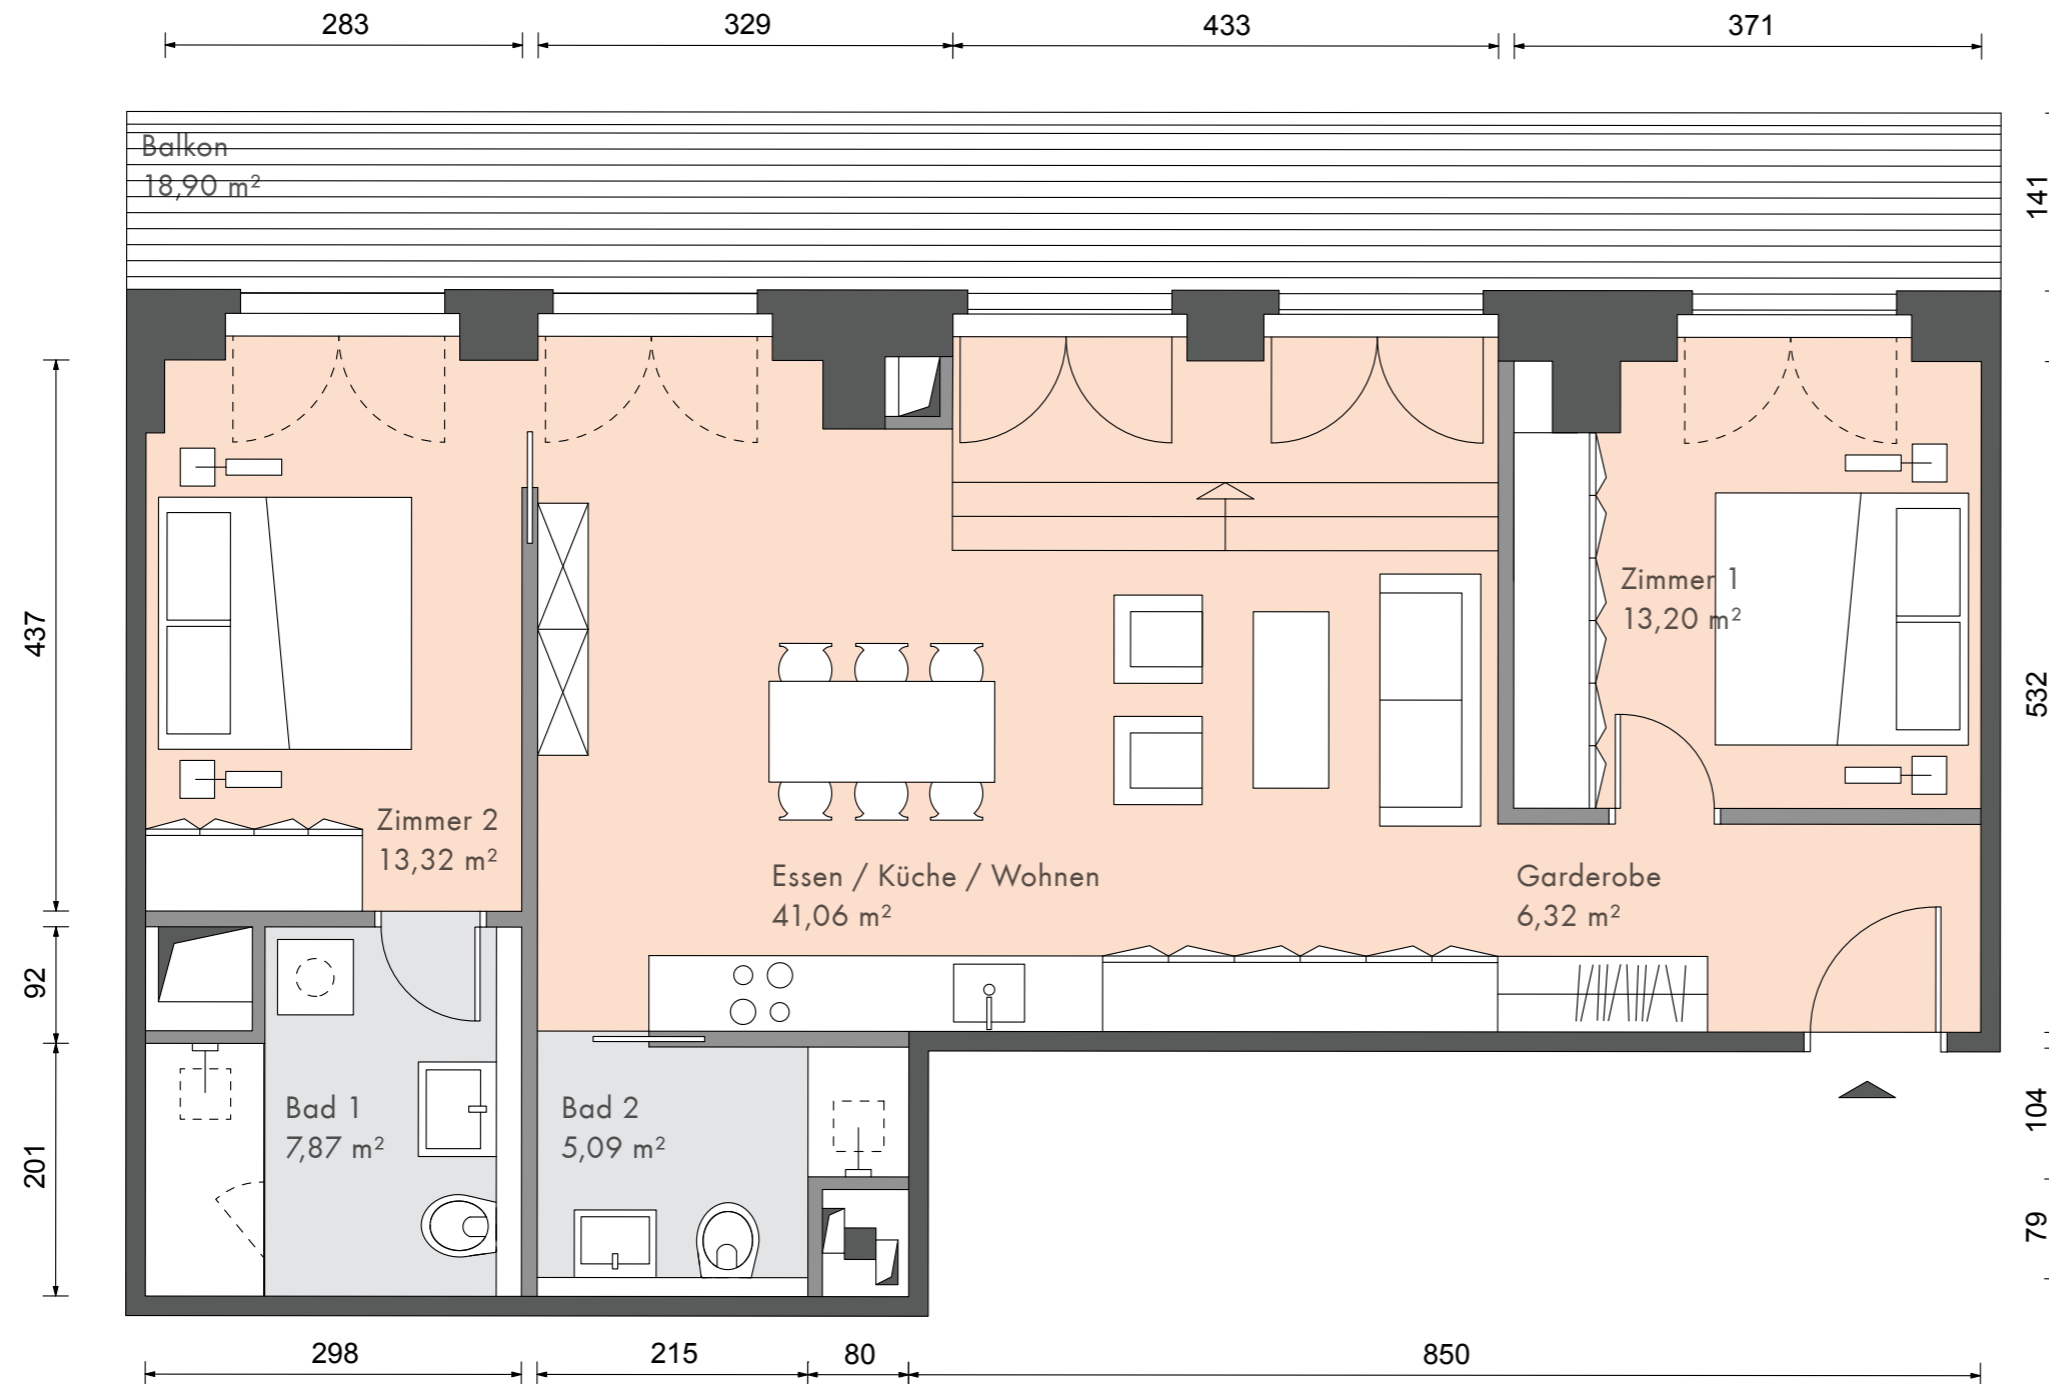 283
329
433
371
Balkon
18,90 m²
141
437
532
Zimmer 1
13,20 m²
Zimmer 2
13,32 m²
Essen / Küche / Wohnen
41,06 m²
Garderobe
6,32 m²
92
201
Bad 1
7,87 m²
Bad 2
5,09 m²
104
79
298
215
80
850